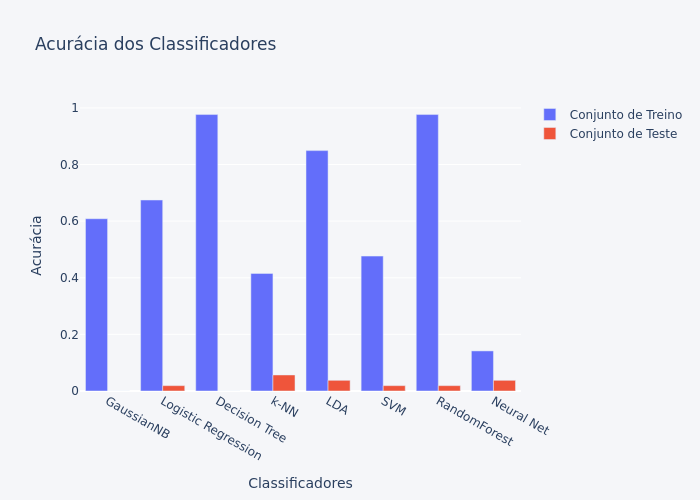 Acurácia dos Classificadores
Conjunto de Treino
Conjunto de Teste
Acurácia
1
0.8
0.6
0.4
0.2
0
GaussianNB
Logistic Regression
Decision Tree
k-NN
LDA
SVM
RandomForest
Neural Net
Classificadores